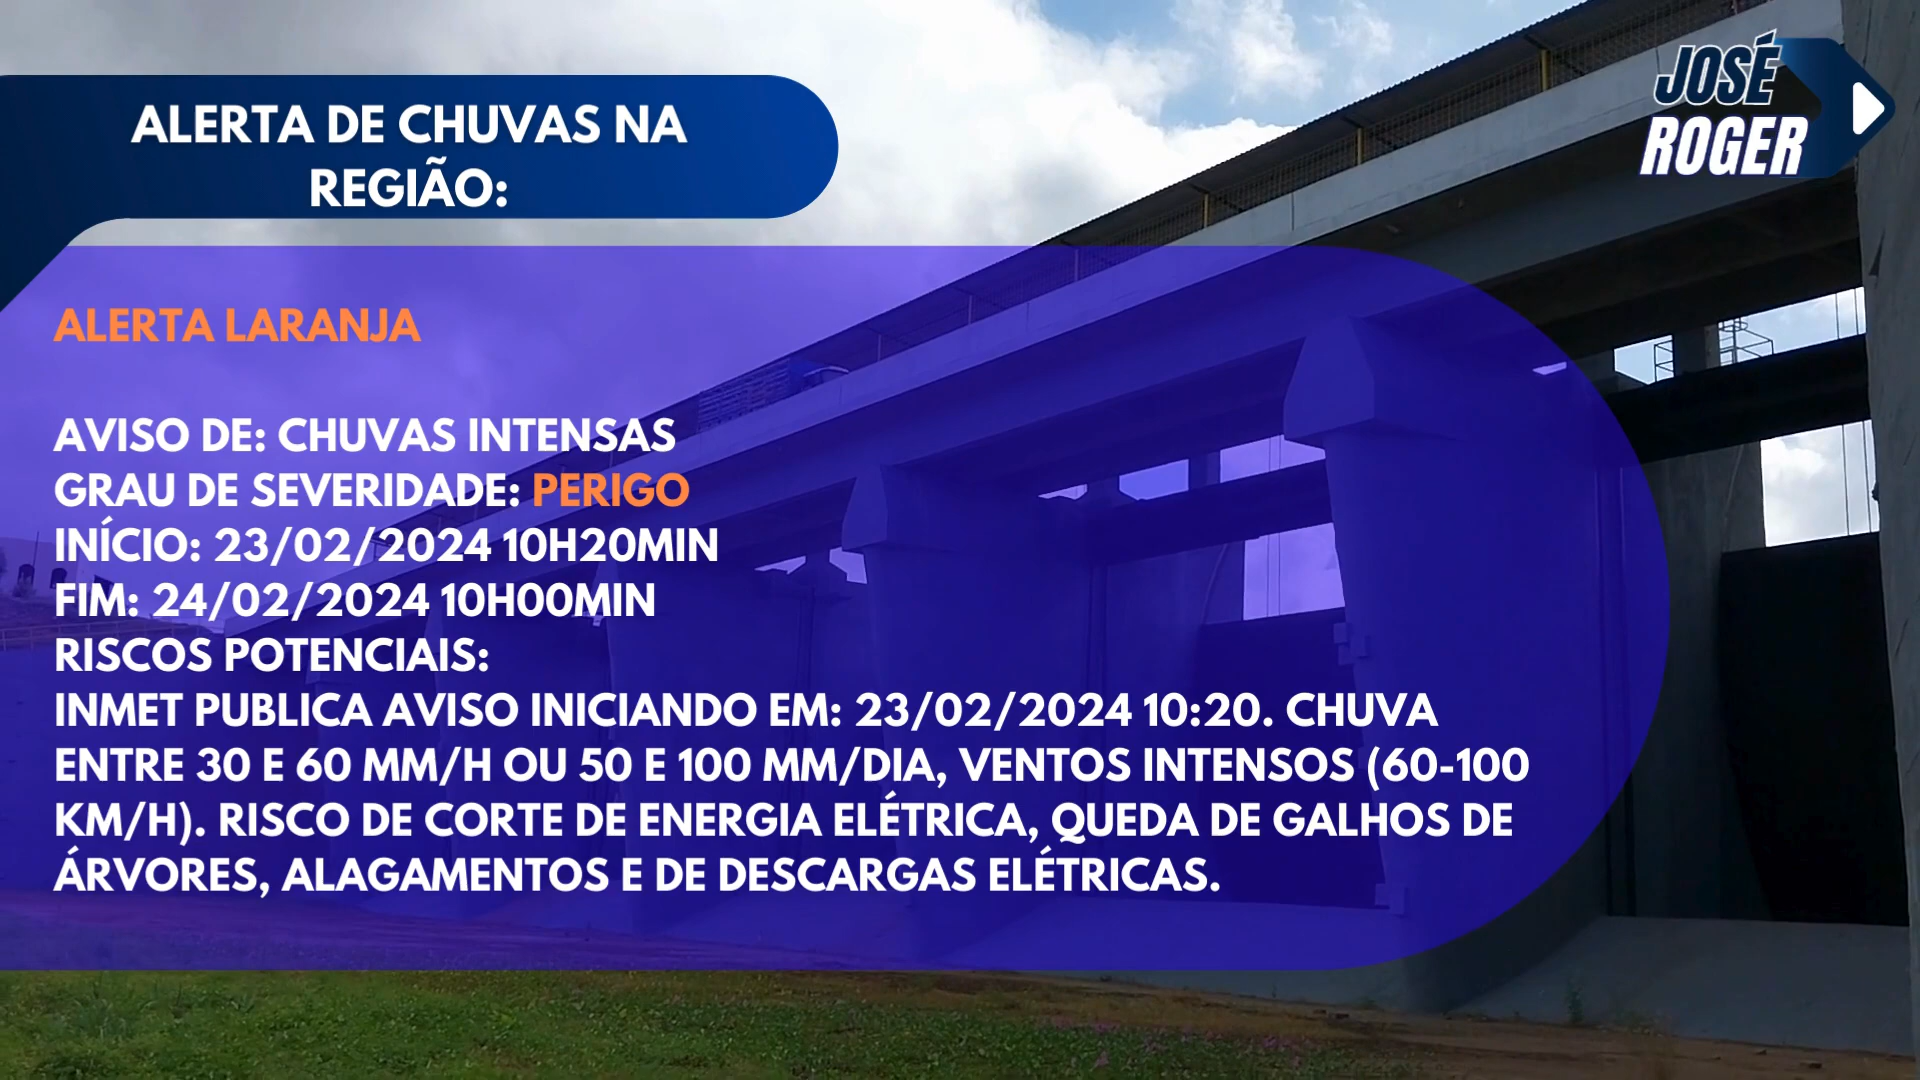 ALERTA DE CHUVAS NA
REGIÃO:
JOSÉ
ROGER
ALERTA LARANJA
AVISO DE: CHUVAS INTENSAS
GRAU DE SEVERIDADE: PERIGO
INÍCIO: 23/02/2024 10H20MIN
FIM: 24/02/2024 10H00MIN
RISCOS POTENCIAIS:
INMET PUBLICA AVISO INICIANDO EM: 23/02/2024 10:20. CHUVA
ENTRE 30 E 60 MM/H OU 50 E 100 MM/DIA, VENTOS INTENSOS (60-100
KM/H). RISCO DE CORTE DE ENERGIA ELÉTRICA, QUEDA DE GALHOS DE
ÁRVORES, ALAGAMENTOS E DE DESCARGAS ELÉTRICAS.